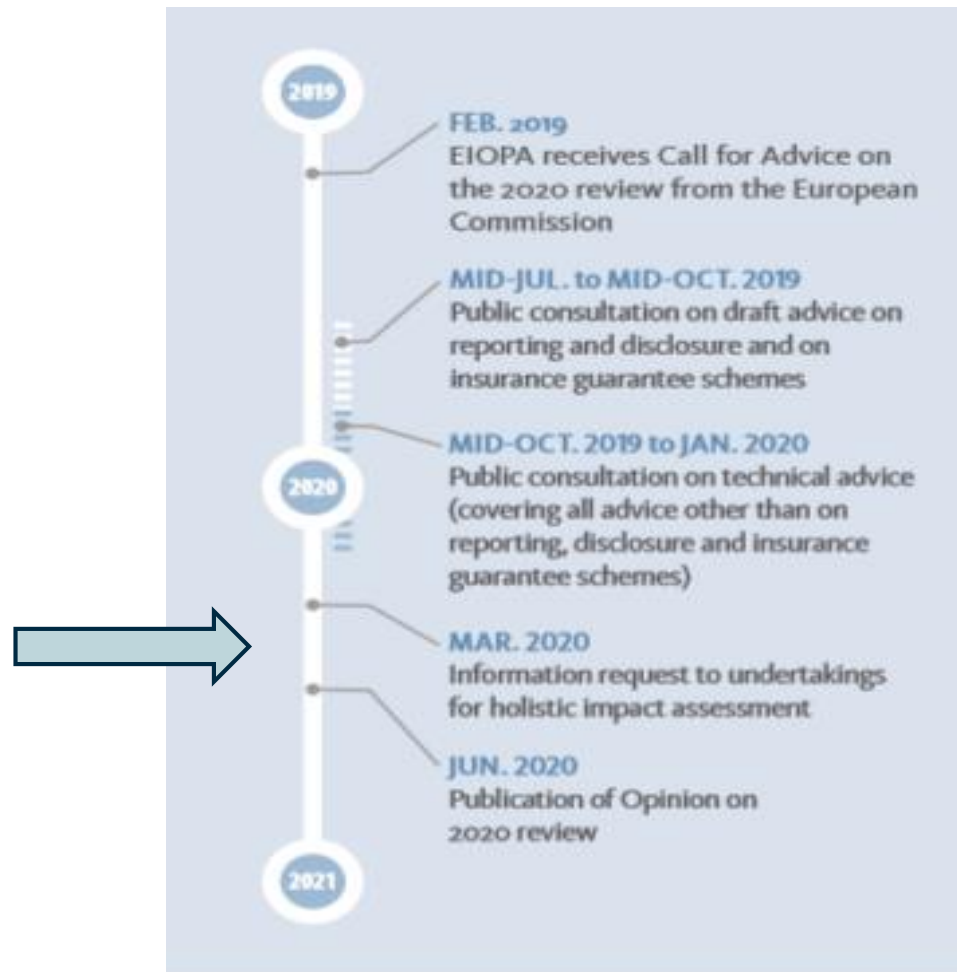 2019
FEB. 2019
EIOPA receives Call for Advice on
the 2020 review from the European
Commission
MID-JUL. to MID-OCT. 2019
Public consultation on draft advice on
reporting and disclosure and on
insurance guarantee schemes
MID-OCT. 2019 to JAN. 2020
2020
Public consultation on technical advice
(covering all advice other than on
reporting, disclosure and insurance
guarantee schemes)
MAR. 2020
Information request to undertakings
for holistic impact assessment
JUN. 2020
Publication of Opinion on
2020 review
2021